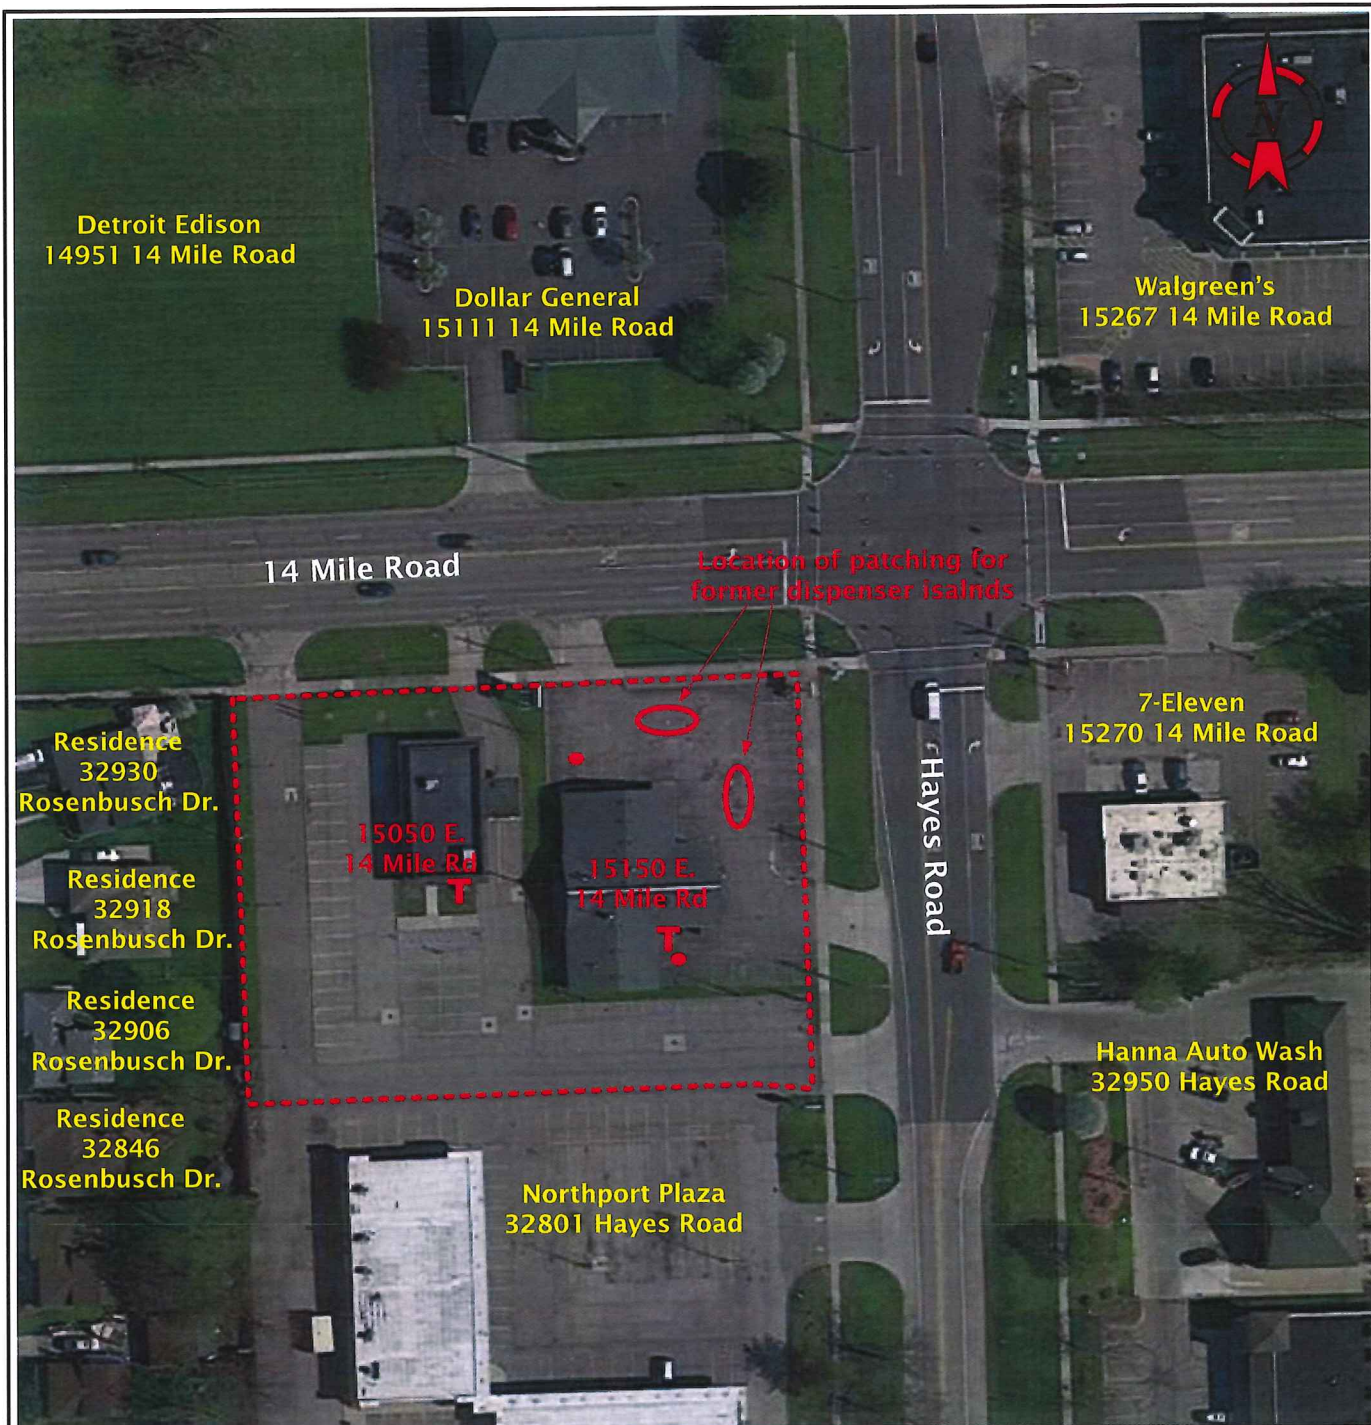 N
Detroit Edison
14951 14 Mile Road
Dollar General
15111 14 Mile Road
Walgreen's
15267 14 Mile Road
14 Mile Road
Location of patching for
former dispenser isalnds
7-Eleven
15270 14 Mile Road
Residence
32930
Rosenbusch Dr.
Hayes Road
15050 E.
14 Mile Rd
T
15150 E.
14 Mile Rd
T
Residence
32918
Rosenbusch Dr.
Residence
32906
Rosenbusch Dr.
Hanna Auto Wash
32950 Hayes Road
Residence
32846
Rosenbusch Dr.
Northport Plaza
32801 Hayes Road